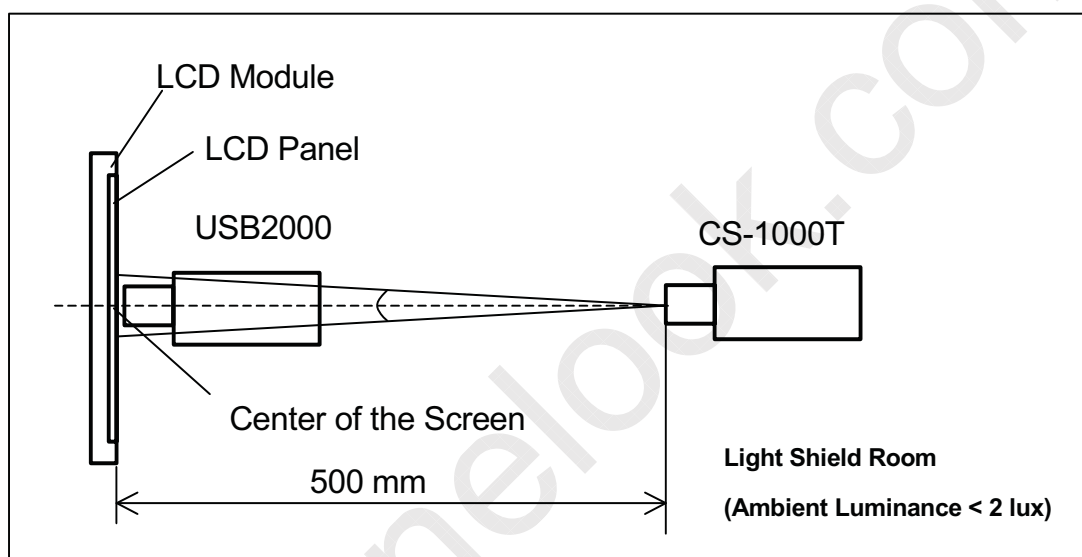 LCD Module
LCD Panel
USB2000
CS-1000T
Center of the Screen
500 mm
Light Shield Room
(Ambient Luminance < 2 lux)